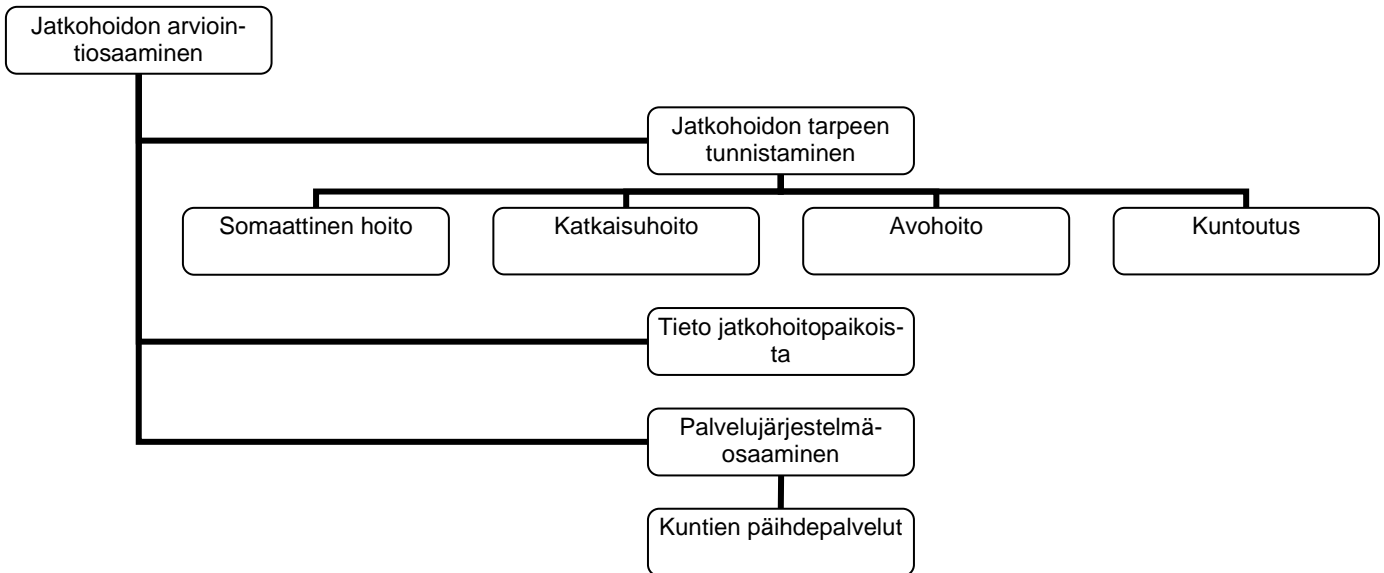 Jatkohoidon arvioin-
tiosaaminen
Jatkohoidon tarpeen
tunnistaminen
Somaattinen hoito
Katkaisuhoito
Avohoito
Kuntoutus
Tieto jatkohoitopaikois-
ta
Palvelujärjestelmä-
osaaminen
Kuntien päihdepalvelut